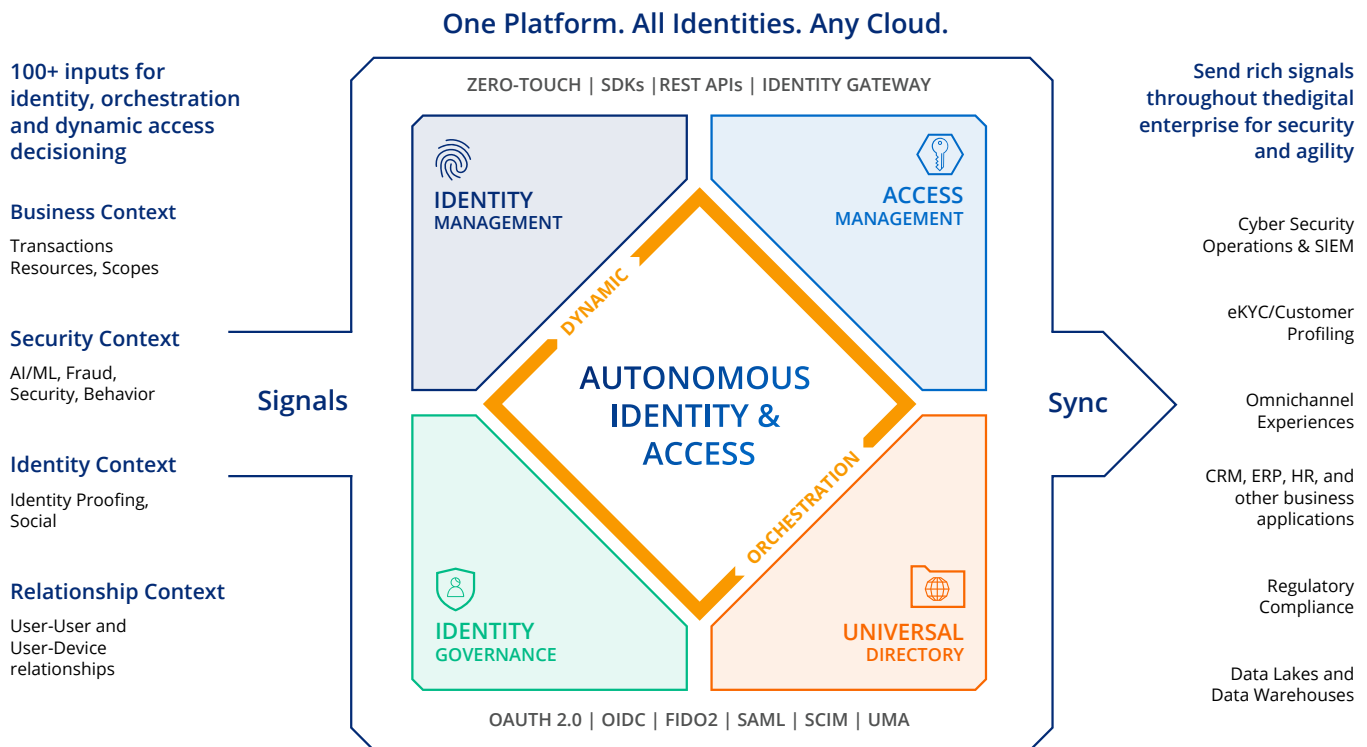 One Platform. All Identities. Any Cloud.
100+ inputs for
identity, orchestration
and dynamic access
decisioning
Business Context
Transactions
Resources, Scopes
Security Context
AI/ML, Fraud,
Security, Behavior
Identity Context
Identity Proofing,
Social
Relationship Context
User-User and
User-Device
relationships
Signals
ZERO-TOUCH | SDKs |REST APIs | IDENTITY GATEWAY
IDENTITY
MANAGEMENT
ACCESS
MANAGEMENT
DYNAMIC
AUTONOMOUS
IDENTITY &
ACCESS
ORCHESTRATION
IDENTITY
GOVERNANCE
UNIVERSAL
DIRECTORY
OAUTH 2.0 | OIDC | FIDO2 | SAML | SCIM | UMA
Sync
Send rich signals
throughout thedigital
enterprise for security
and agility
Cyber Security
Operations & SIEM
eKYC/Customer
Profiling
Omnichannel
Experiences
CRM, ERP, HR, and
other business
applications
Regulatory
Compliance
Data Lakes and
Data Warehouses